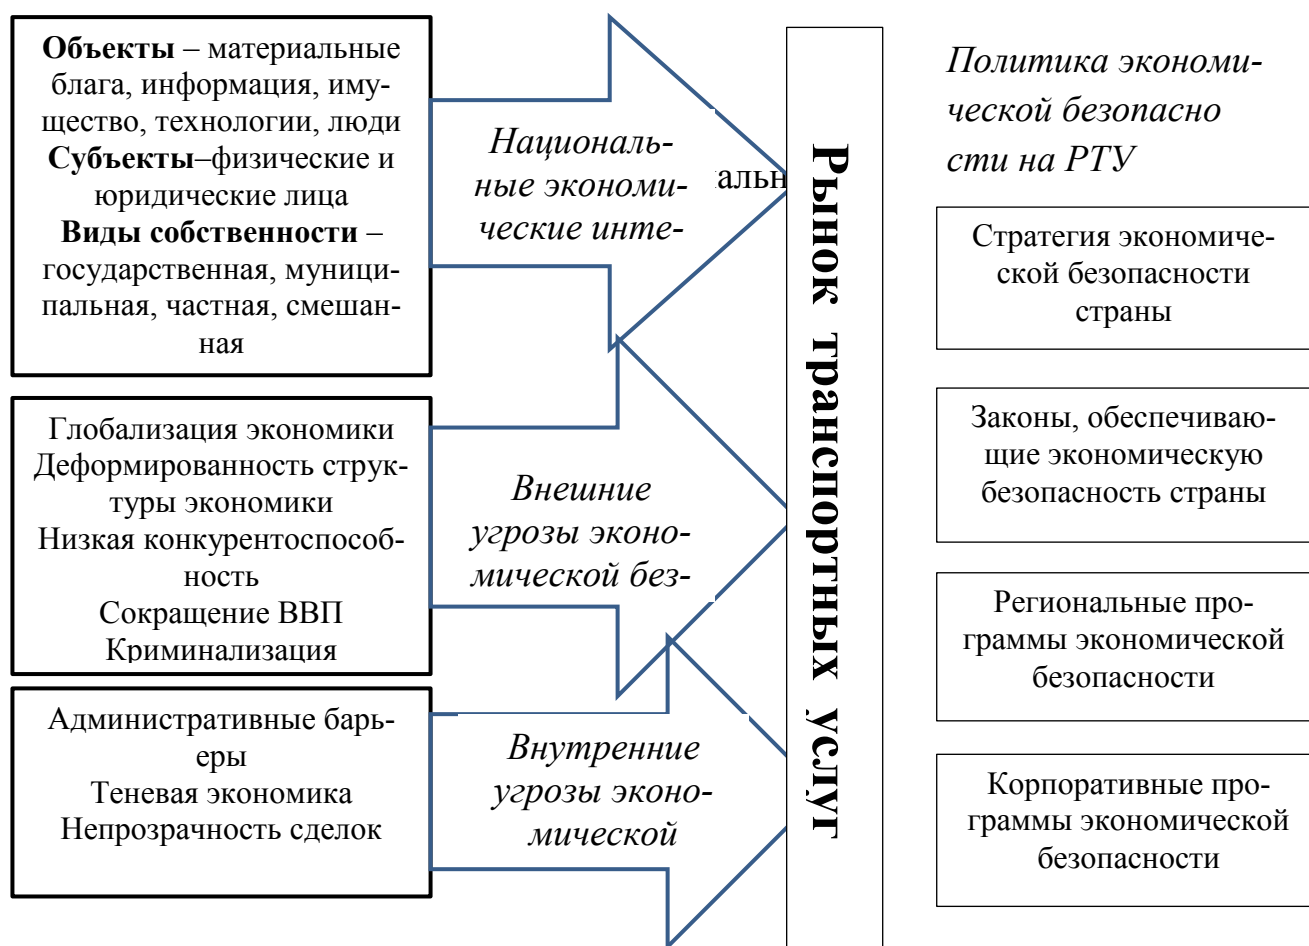 Объекты – материальные
блага, информация, иму-
щество, технологии, люди
Субъекты–физические и
юридические лица
Виды собственности –
государственная, муници-
пальная, частная, смешан-
ная
Националь-
ные экономи-
ческие инте-
альн
Глобализация экономики
Деформированность струк-
туры экономики
Низкая конкурентоспособ-
ность
Сокращение ВВП
Криминализация
Внешние
угрозы эконо-
мической без-
Административные барь-
еры
Теневая экономика
Непрозрачность сделок
Внутренние
угрозы эконо-
мической
Рынок транспортных услуг
Политика экономи-
ческой безопасно
сти на РТУ
Стратегия экономиче-
ской безопасности
страны
Законы, обеспечиваю-
щие экономическую
безопасность страны
Региональные про-
граммы экономической
безопасности
Корпоративные про-
граммы экономической
безопасности